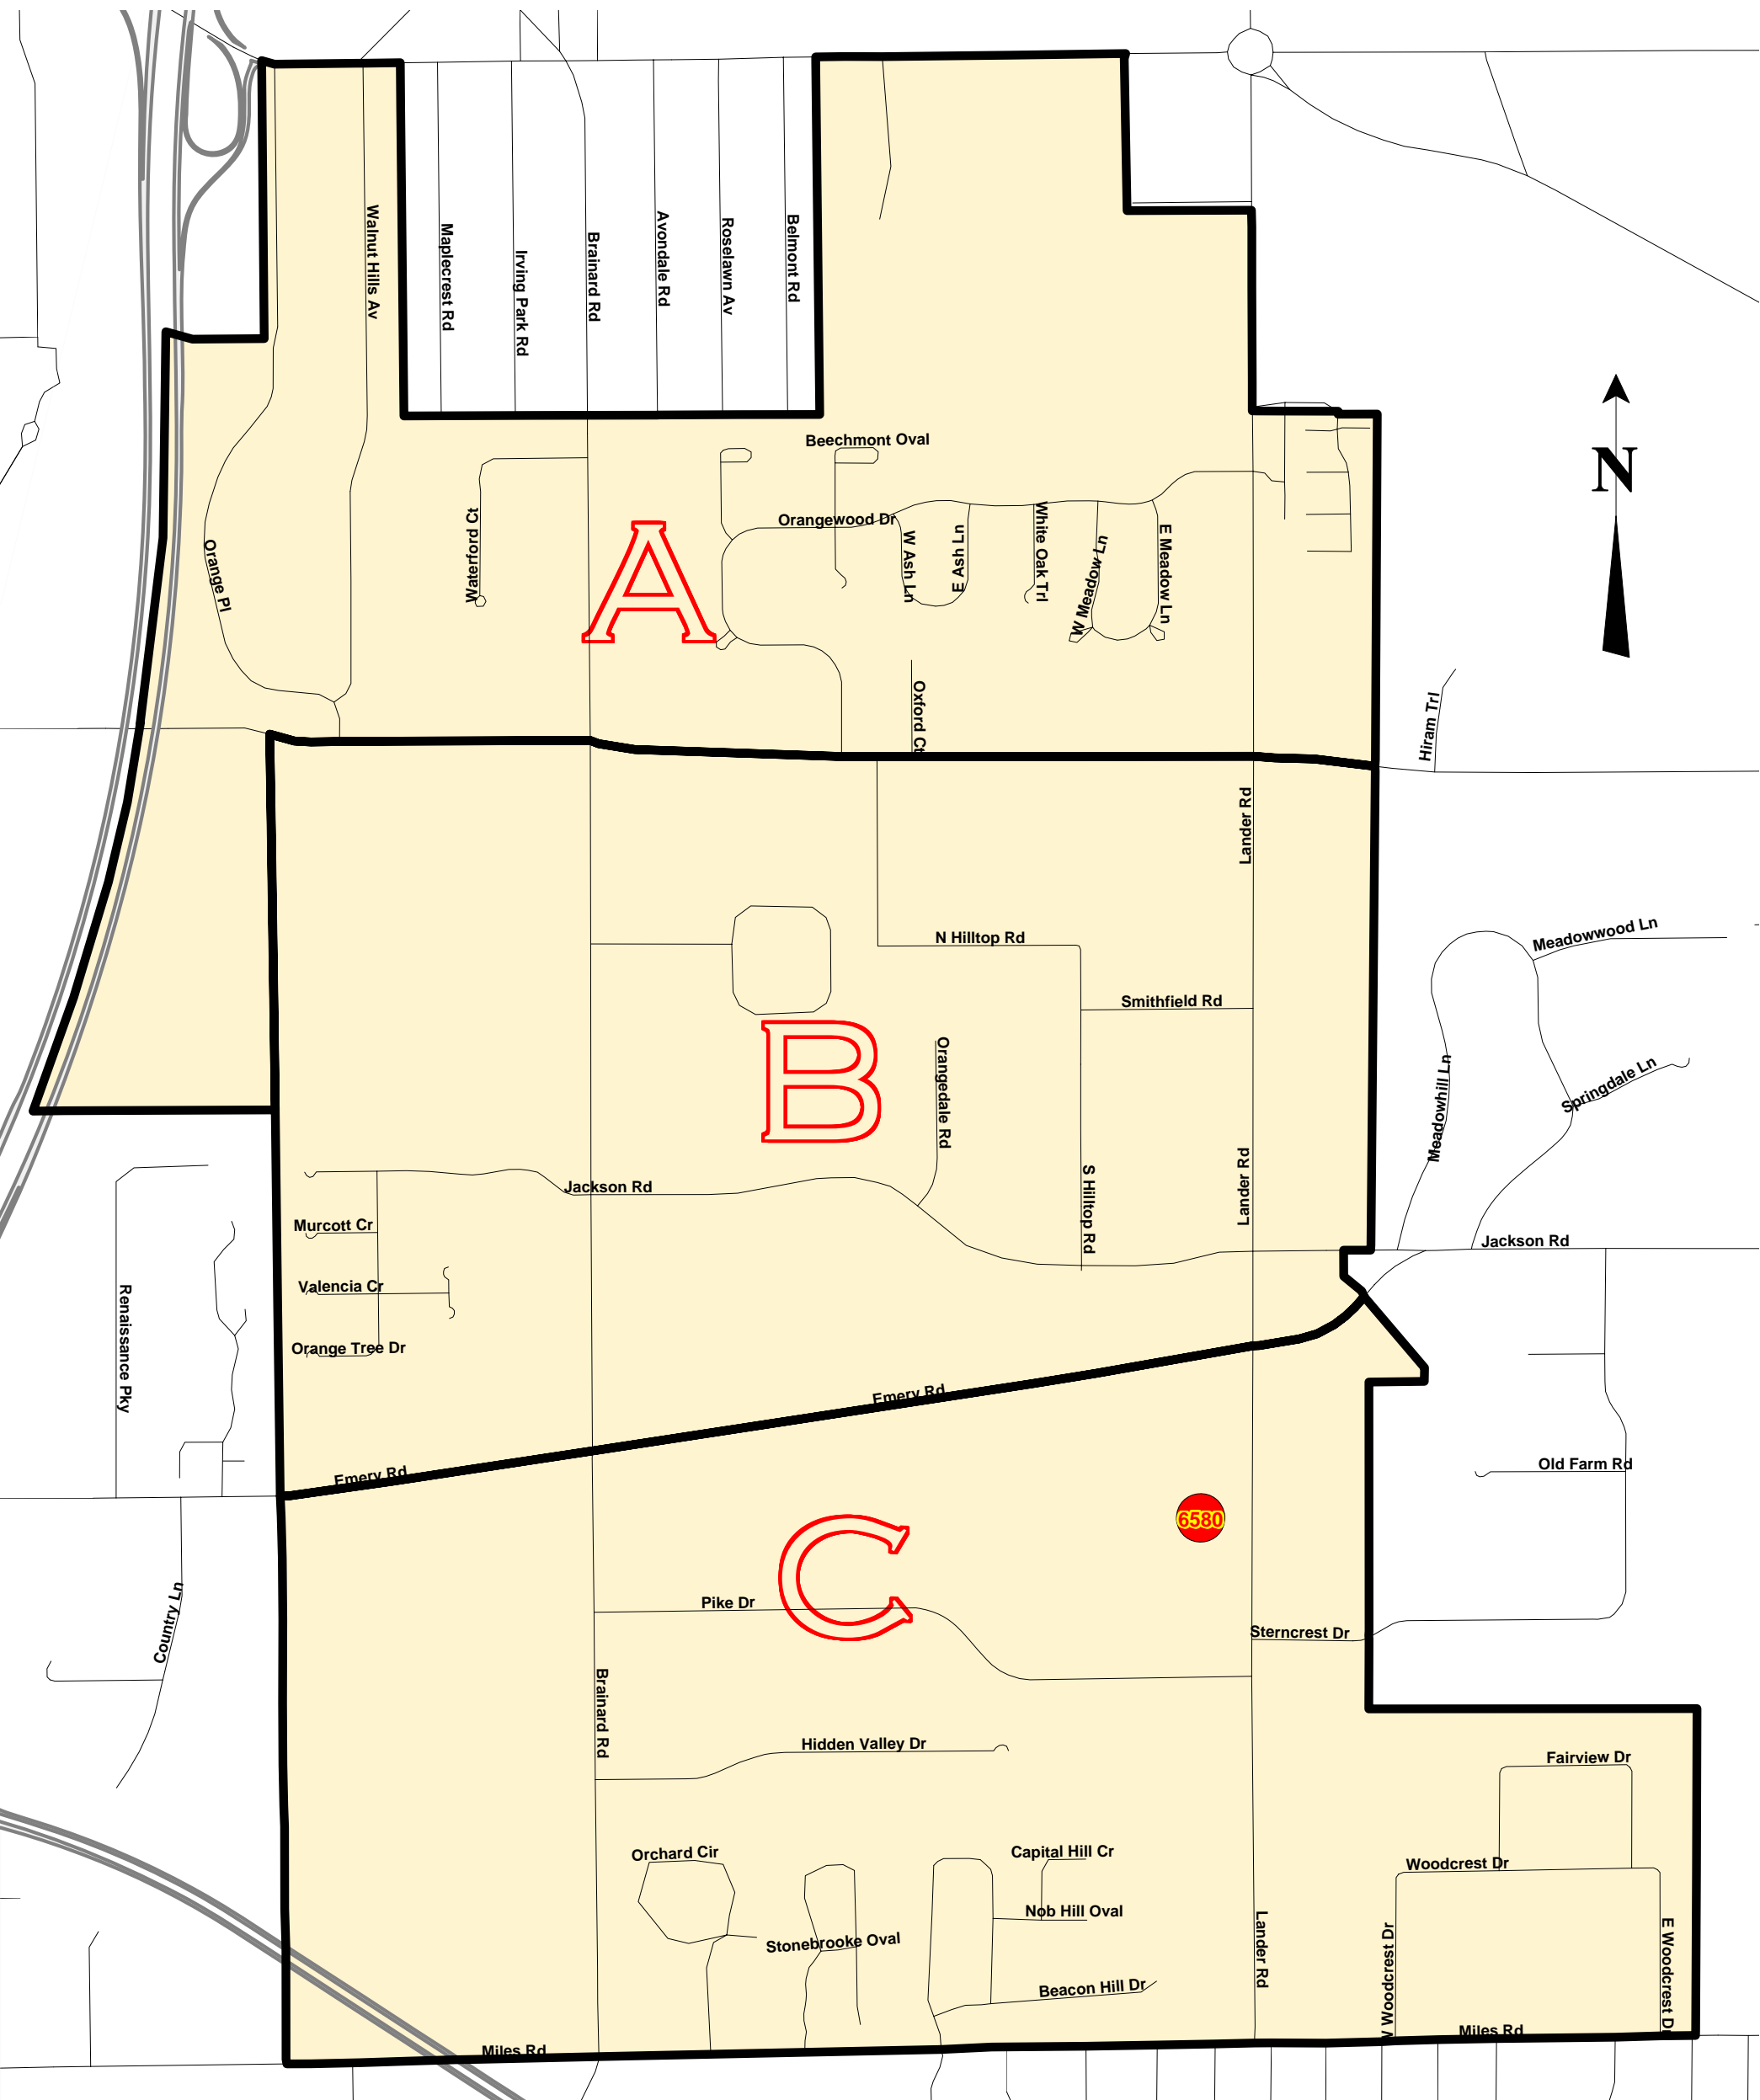 Walnut Hills Av
Maplecrest Rd
Irving Park Rd
Brainard Rd
Avondale Rd
Roselawn Av
Belmont Rd
N
Beechmont Oval
Orangewood Dr
Waterford Ct
Orange Pl
A
W Ash Ln
E Ash Ln
White Oak Trl
W Meadow Ln
E Meadow Ln
Oxford Ct
Hiram Trl
Lander Rd
N Hilltop Rd
Meadowwood Ln
Smithfield Rd
B
Orangedale Rd
Meadowhill Ln
Springdale Ln
Jackson Rd
S Hilltop Rd
Lander Rd
Murcott Cr
Jackson Rd
Valencia Cr
Renaissance Pky
Orange Tree Dr
Emery Rd
Emery Rd
Old Farm Rd
6580
C
Pike Dr
Country Ln
Sterncrest Dr
Brainard Rd
Hidden Valley Dr
Fairview Dr
Orchard Cir
Capital Hill Cr
Woodcrest Dr
Nob Hill Oval
Stonebrooke Oval
Lander Rd
W Woodcrest Dr
E Woodcrest Dr
Beacon Hill Dr
Miles Rd
Miles Rd